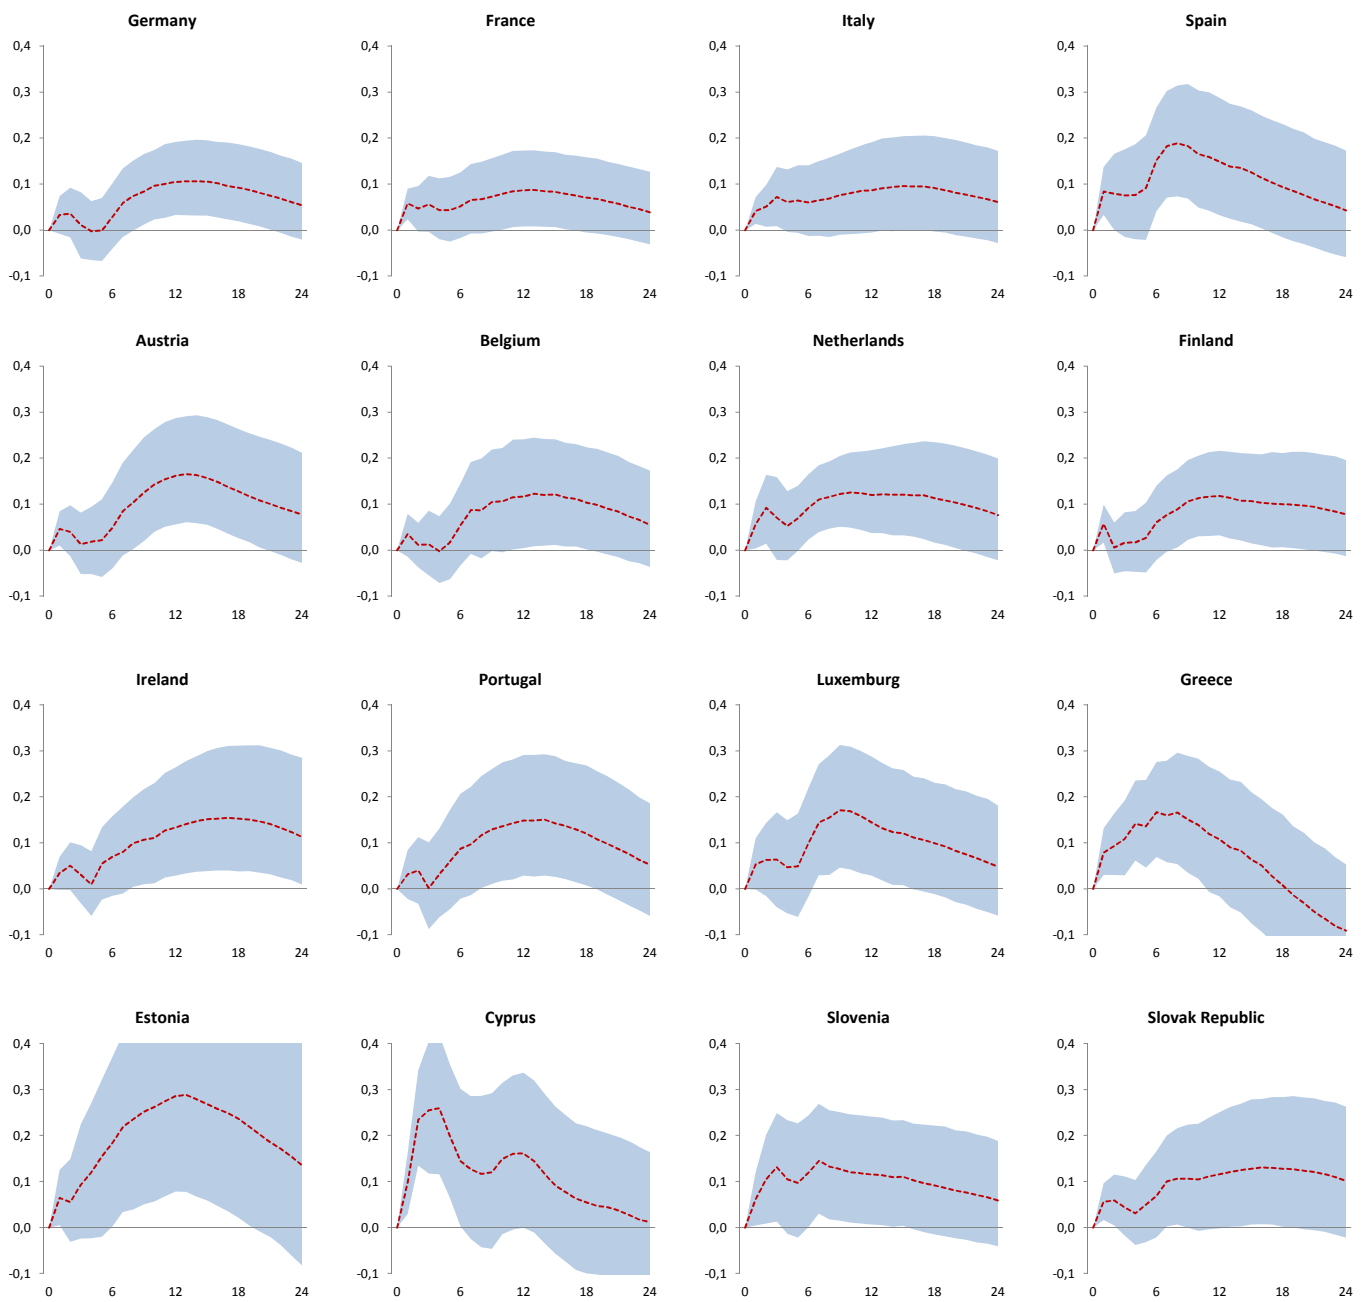 Germany France Italy Spain
0,4 0,4 0,4 0,4
0,3 0,3 0,3 0,3
0,2 0,2 0,2 0,2
0,1 0,1 0,1 0,1
0,0 0,0 0,0 0,0
-0,1 -0,1 -0,1 -0,1
0 6 12 18 24 0 6 12 18 24 0 6 12 18 24 0 6 12 18 24
Austria Belgium Netherlands Finland
0,4 0,4 0,4 0,4
0,3 0,3 0,3 0,3
0,2 0,2 0,2 0,2
0,1 0,1 0,1 0,1
0,0 0,0 0,0 0,0
-0,1 -0,1 -0,1 -0,1
0 6 12 18 24 0 6 12 18 24 0 6 12 18 24 0 6 12 18 24
Ireland Portugal Luxemburg Greece
0,4 0,4 0,4 0,4
0,3 0,3 0,3 0,3
0,2 0,2 0,2 0,2
0,1 0,1 0,1 0,1
0,0 0,0 0,0 0,0
-0,1 -0,1 -0,1 -0,1
0 6 12 18 24 0 6 12 18 24 0 6 12 18 24 0 6 12 18 24
Estonia Cyprus Slovenia Slovak Republic
0,4 0,4 0,4 0,4
0,3 0,3 0,3 0,3
0,2 0,2 0,2 0,2
0,1 0,1 0,1 0,1
0,0 0,0 0,0 0,0
-0,1 -0,1 -0,1 -0,1
0 6 12 18 24 0 6 12 18 24 0 6 12 18 24 0 6 12 18 24